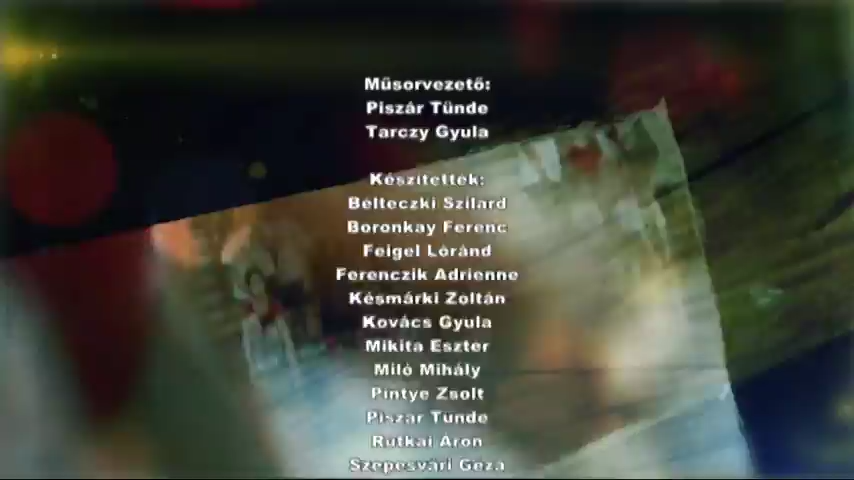 Műsorvezető:
Piszár Tünde
Tarczy Gyula
Készítették:
Bélteczki Szilárd
Boronkay Ferenc
Feigel Lóránd
Ferenczik Adrienne
Késmárki Zoltán
Kovács Gyula
Mikita Eszter
Miló Mihály
Pintye Zsolt
Piszár Tünde
Rutkai Áron
Szepesvári Géza